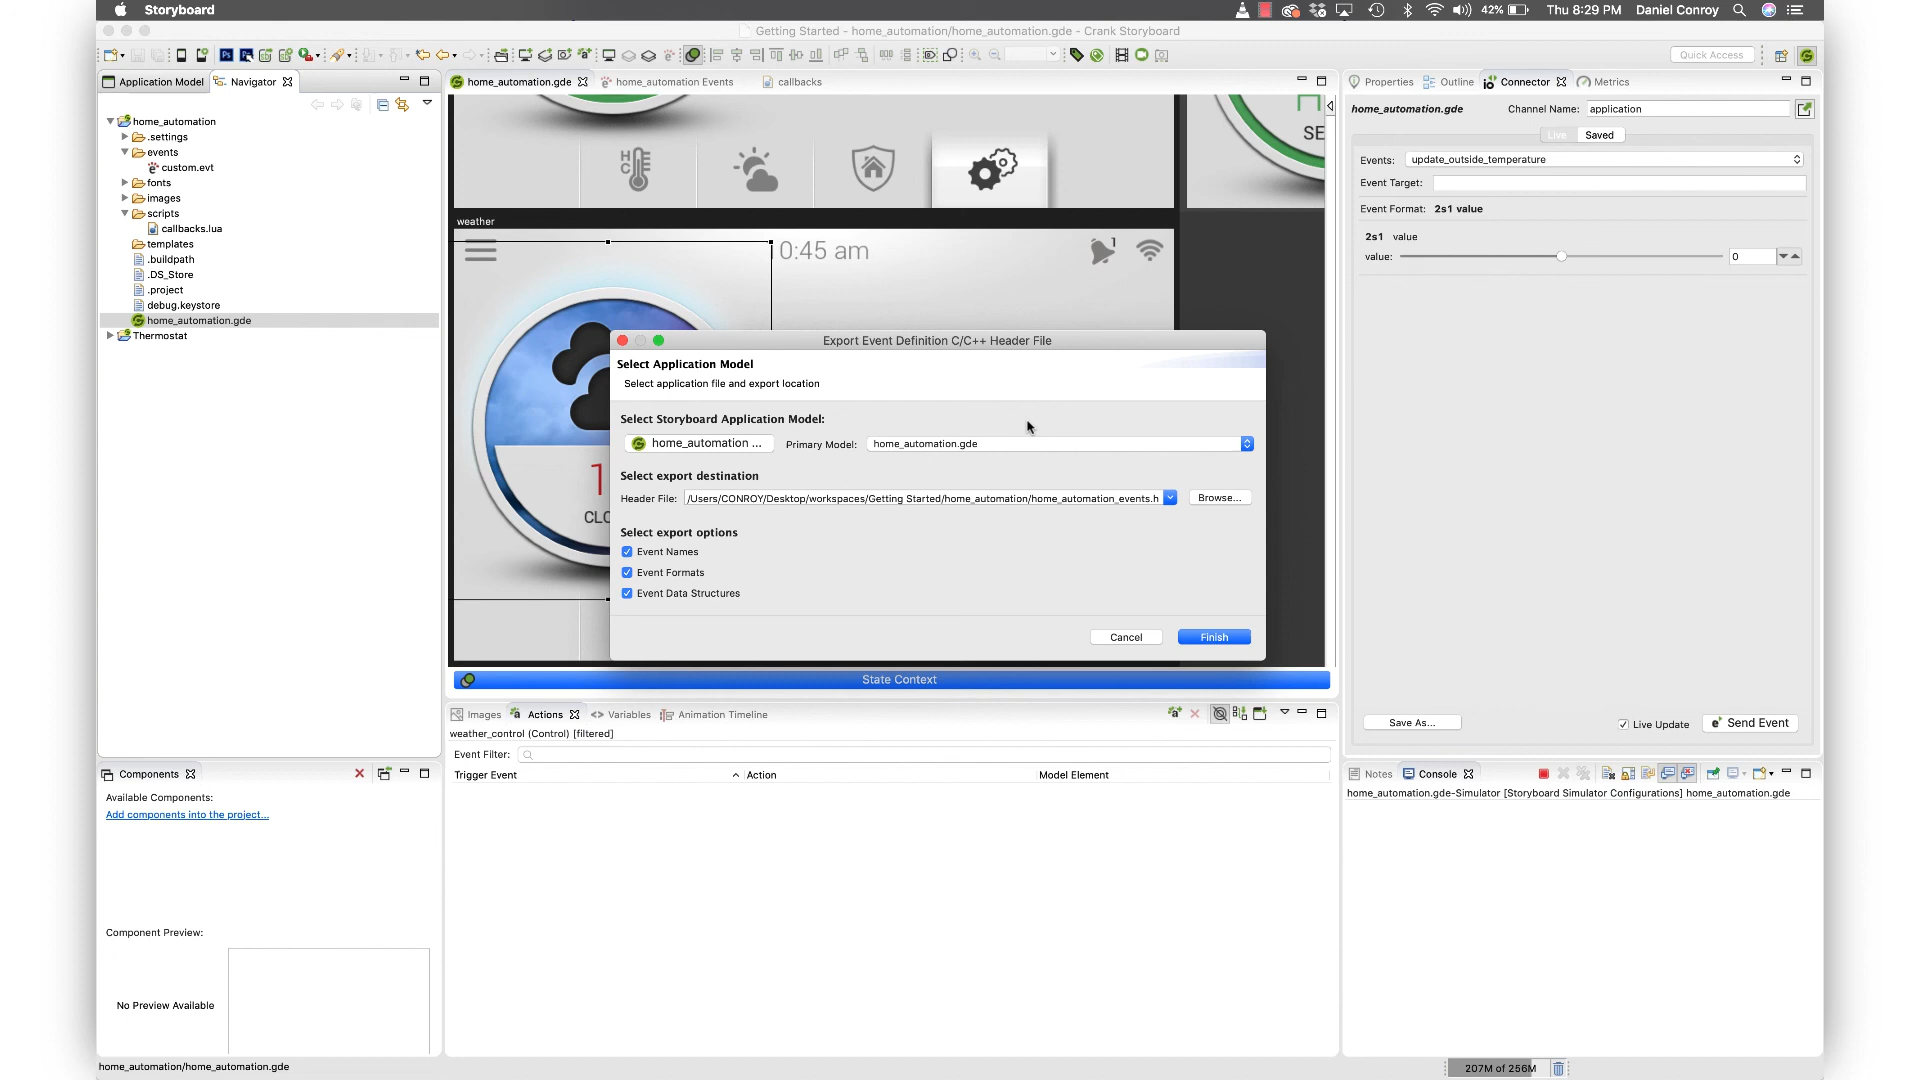 Storyboard
42%
Thu 8:29 PM
Daniel Conroy
Getting Started - home_automation/home_automation.gde - Crank Storyboard
Quick Access
Application Model
Navigator
home_automation
.settings
events
custom.evt
fonts
images
scripts
callbacks.lua
templates
.buildpath
.DS_Store
.project
debug.keystore
home_automation.gde
Thermostat
home_automation.gde
home_automation Events
callbacks
H
C
SE
weather
0:45 am
1
1
CLO
State Context
Export Event Definition C/C++ Header File
Select Application Model
Select application file and export location
Select Storyboard Application Model:
home_automation ...
Primary Model:
home_automation.gde
Select export destination
Header File:
/Users/CONROY/Desktop/workspaces/Getting Started/home_automation/home_automation_events.h
Browse...
Select export options
Event Names
Event Formats
Event Data Structures
Cancel
Finish
Properties
Outline
Connector
Metrics
home_automation.gde
Channel Name:
application
Live
Saved
Events:
update_outside_temperature
Event Target:
Event Format: 2s1 value
2s1 value
value:
0
Save As...
Live Update
Send Event
Images
Actions
Variables
Animation Timeline
weather_control (Control) [filtered]
Event Filter:
Trigger Event
Action
Model Element
Components
Available Components:
Add components into the project...
Component Preview:
No Preview Available
Notes
Console
home_automation.gde-Simulator [Storyboard Simulator Configurations] home_automation.gde
home_automation/home_automation.gde
207M of 256M